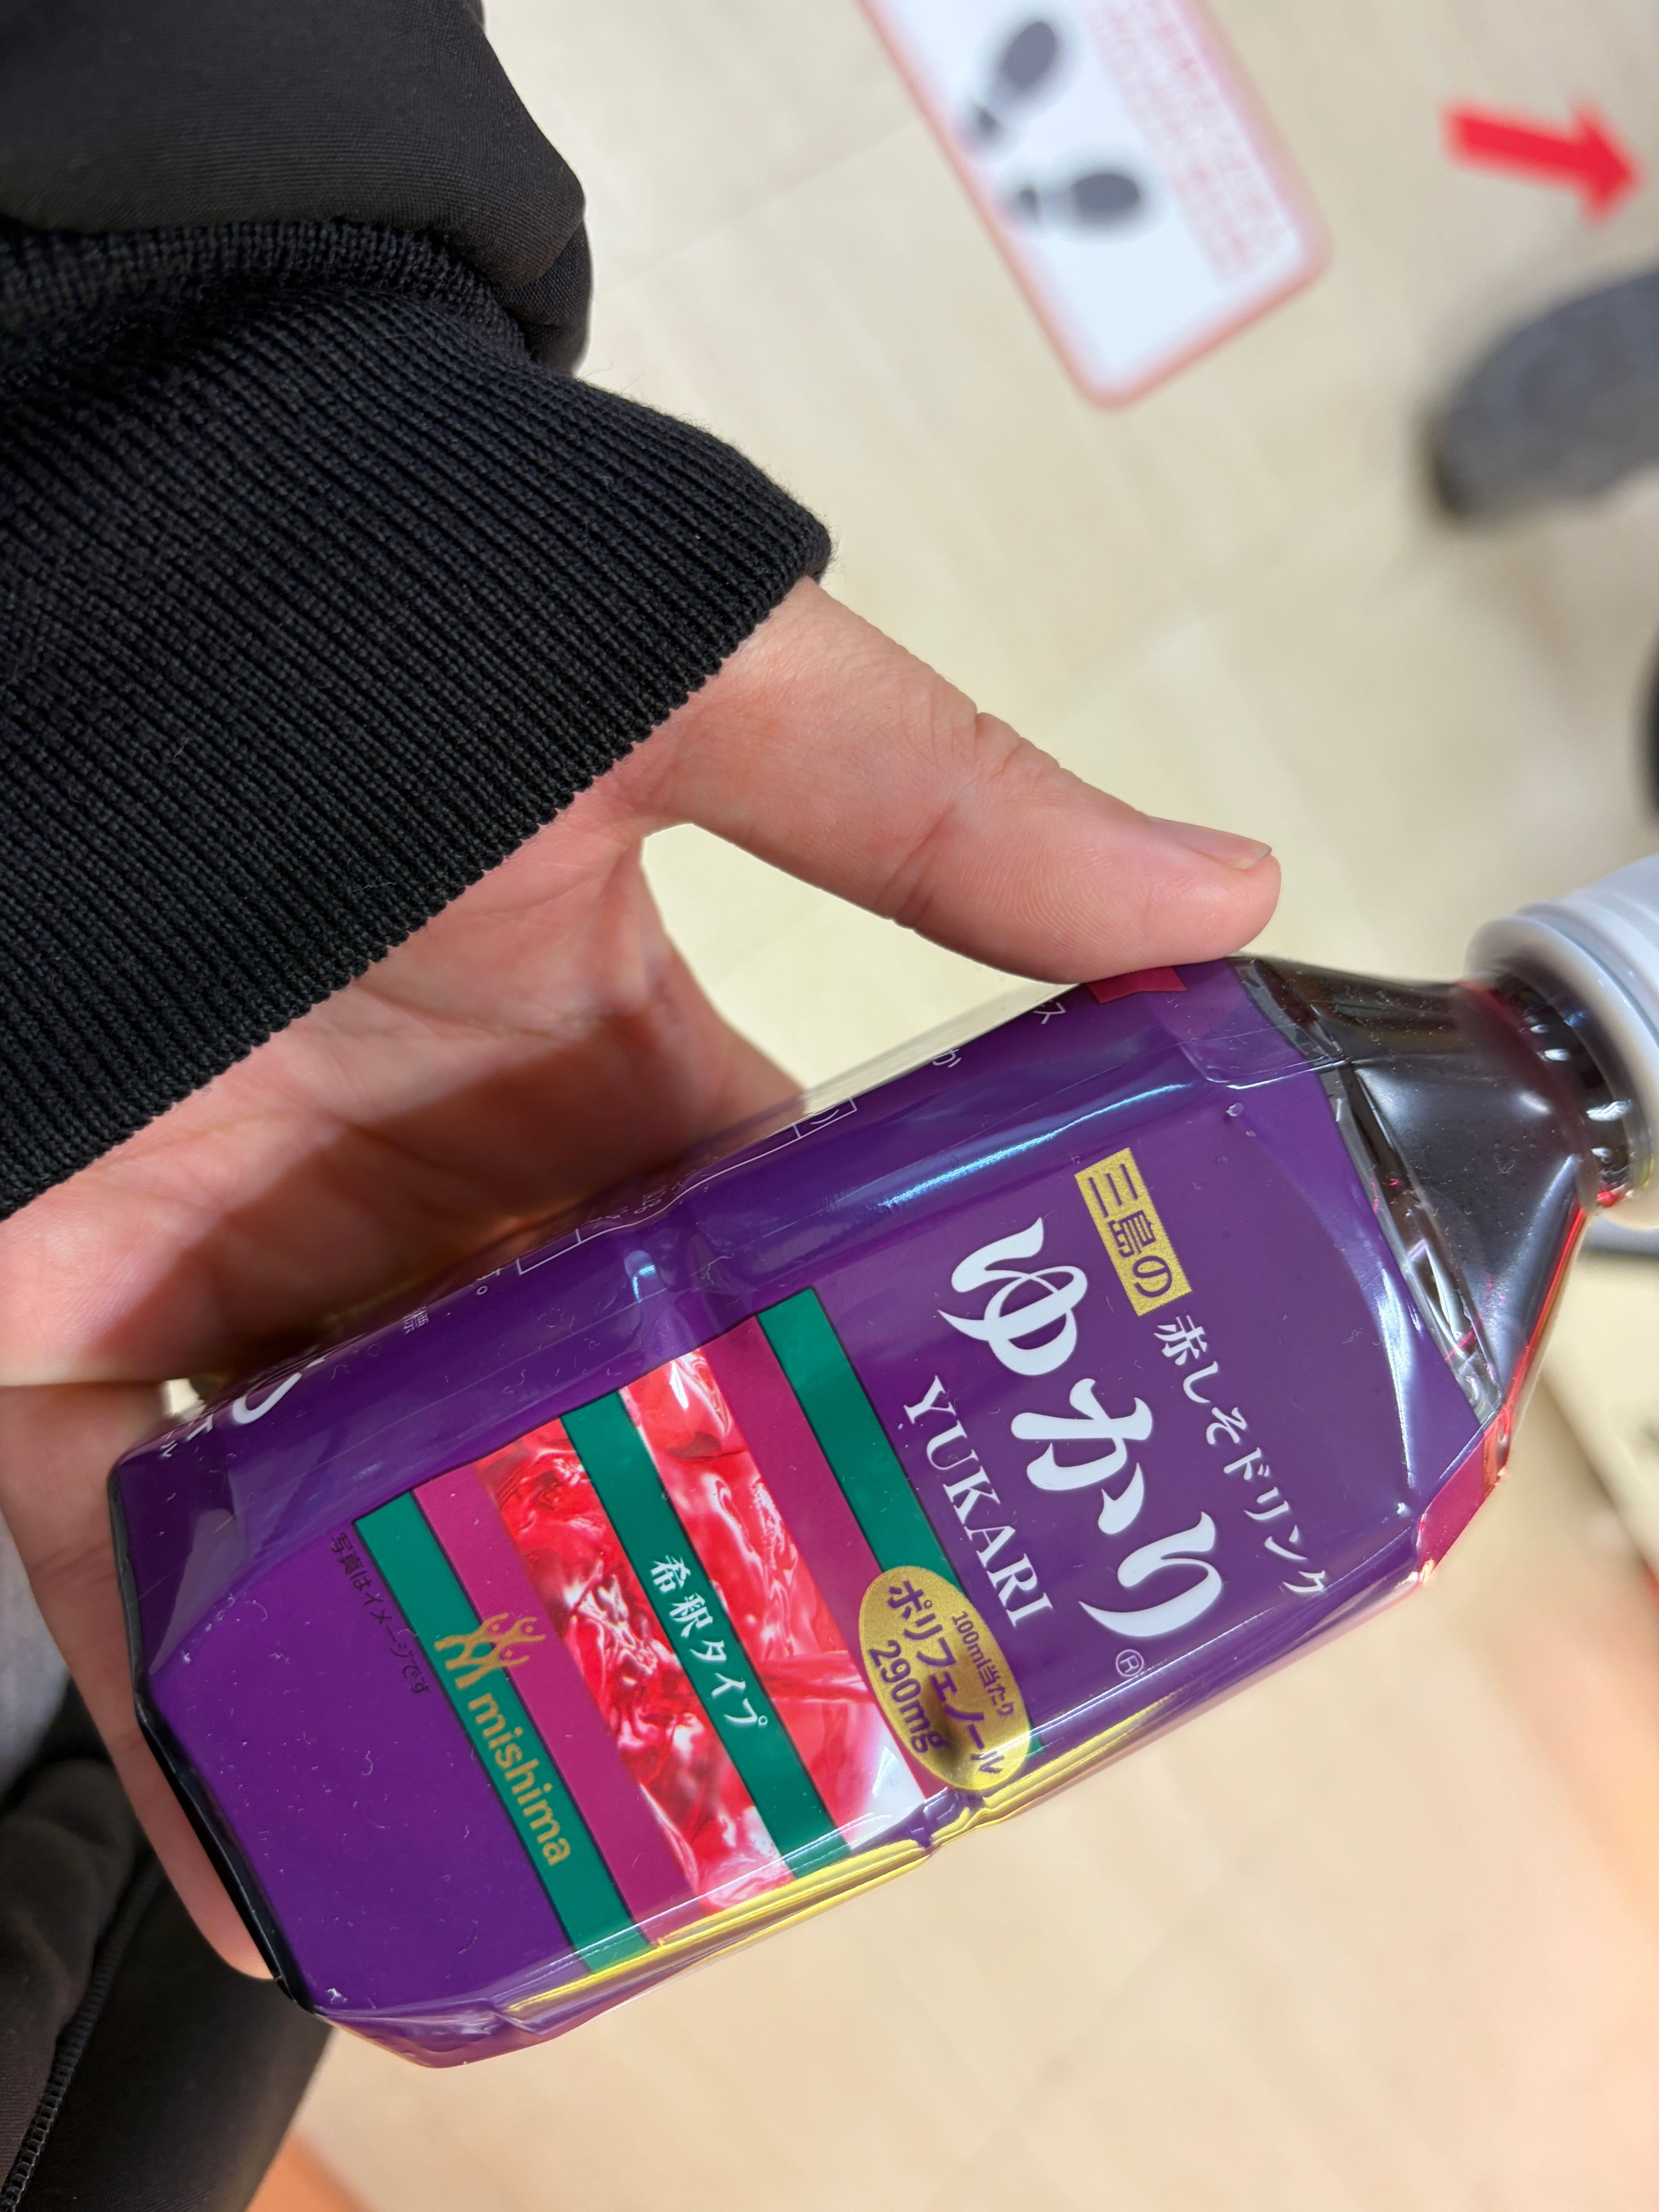 三島の
赤しそドリンク
ゆかり®
YUKARI
100ml当たり
ポリフェノール
290mg
希釈タイプ
mishima
写真はイメージです